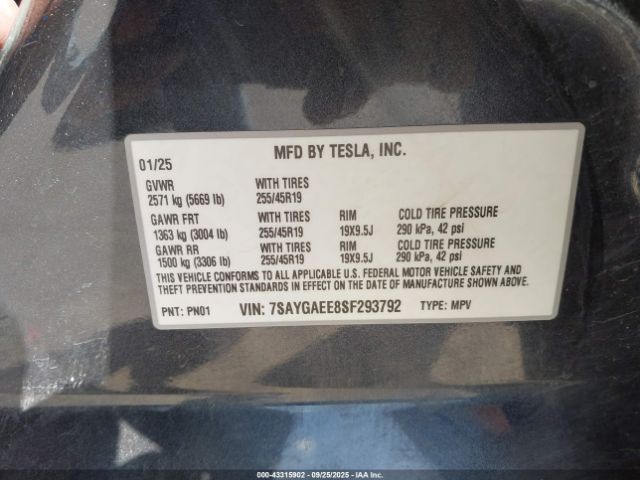 MFD BY TESLA, INC.
01/25
GVWR WITH TIRES
2571 kg (5669 lb) 255/45R19
GAWR FRT WITH TIRES RIM COLD TIRE PRESSURE
1363 kg (3004 lb) 255/45R19 19X9.5J 290 kPa, 42 psi
GAWR RR WITH TIRES RIM COLD TIRE PRESSURE
1500 kg (3306 lb) 255/45R19 19X9.5J 290 kPa, 42 psi
THIS VEHICLE CONFORMS TO ALL APPLICABLE U.S. FEDERAL MOTOR VEHICLE SAFETY AND
THEFT PREVENTION STANDARDS IN EFFECT ON THE DATE OF MANUFACTURE SHOWN ABOVE.
PNT: PN01 VIN: 7SAYGAEE8SF293792 TYPE: MPV
000-43315902 - 09/25/2025 - IAA Inc.